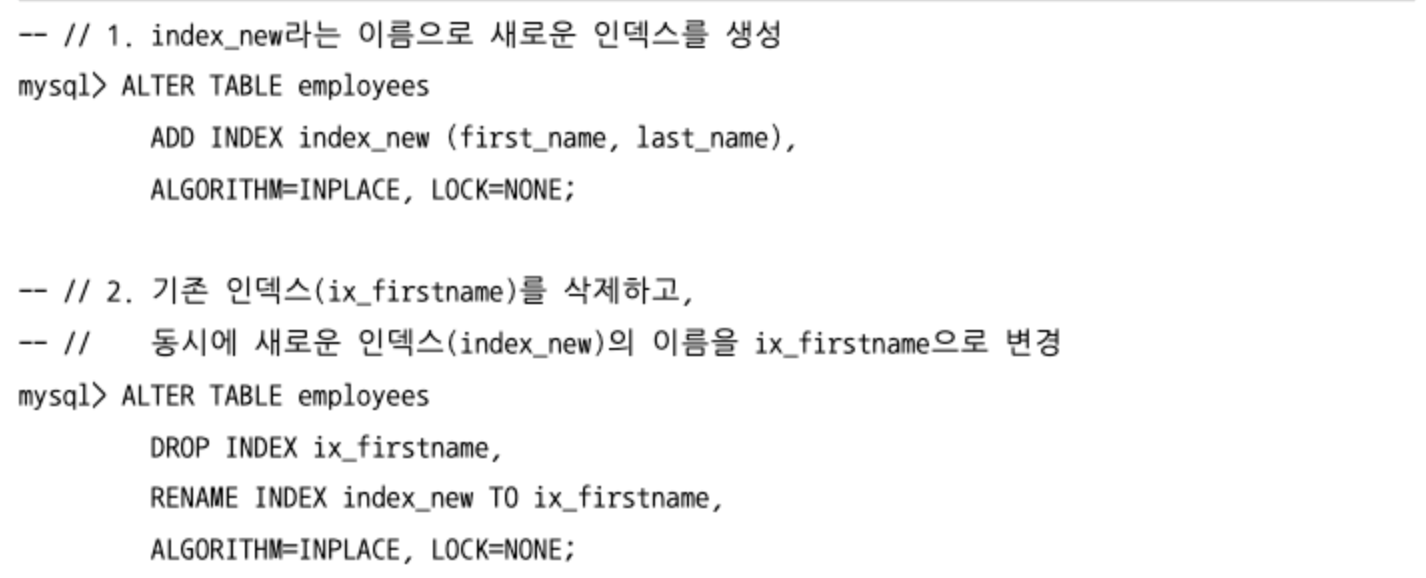 -- // 1. index_new라는 이름으로 새로운 인덱스를 생성
mysql> ALTER TABLE employees
ADD INDEX index_new (first_name, last_name),
ALGORITHM=INPLACE, LOCK=NONE;
-- // 2. 기존 인덱스(ix_firstname)를 삭제하고,
-- // 동시에 새로운 인덱스(index_new)의 이름을 ix_firstname으로 변경
mysql> ALTER TABLE employees
DROP INDEX ix_firstname,
RENAME INDEX index_new TO ix_firstname,
ALGORITHM=INPLACE, LOCK=NONE;